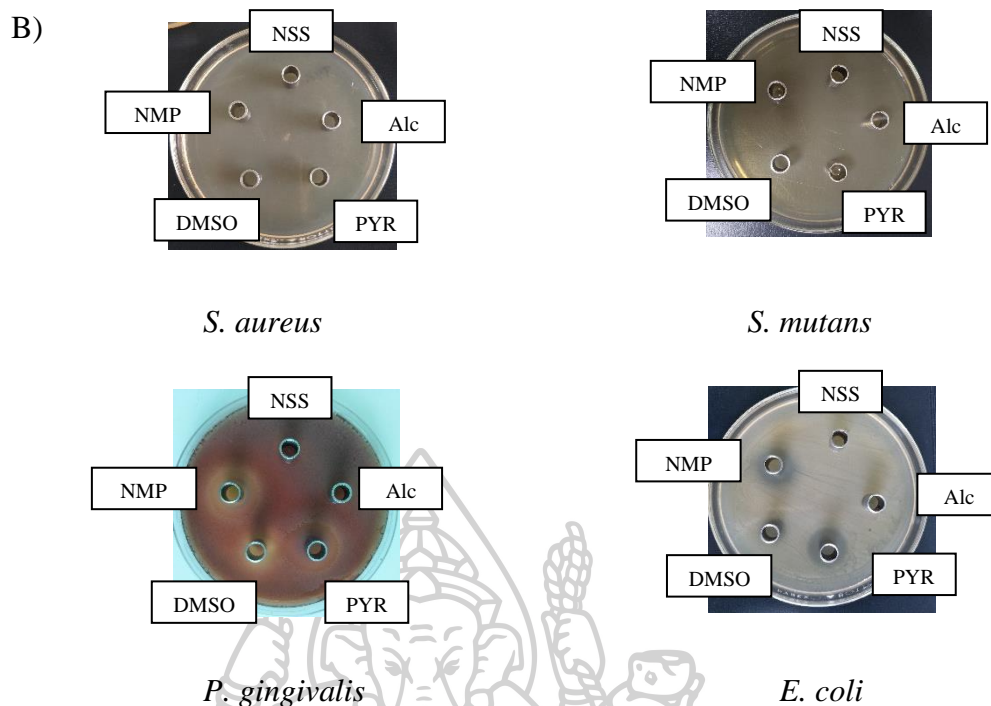 B)
NSS
NMP
Alc
DMSO
PYR
S. aureus
NSS
NMP
Alc
DMSO
PYR
S. mutans
NSS
NMP
Alc
DMSO
PYR
P. gingivalis
NSS
NMP
Alc
DMSO
PYR
E. coli